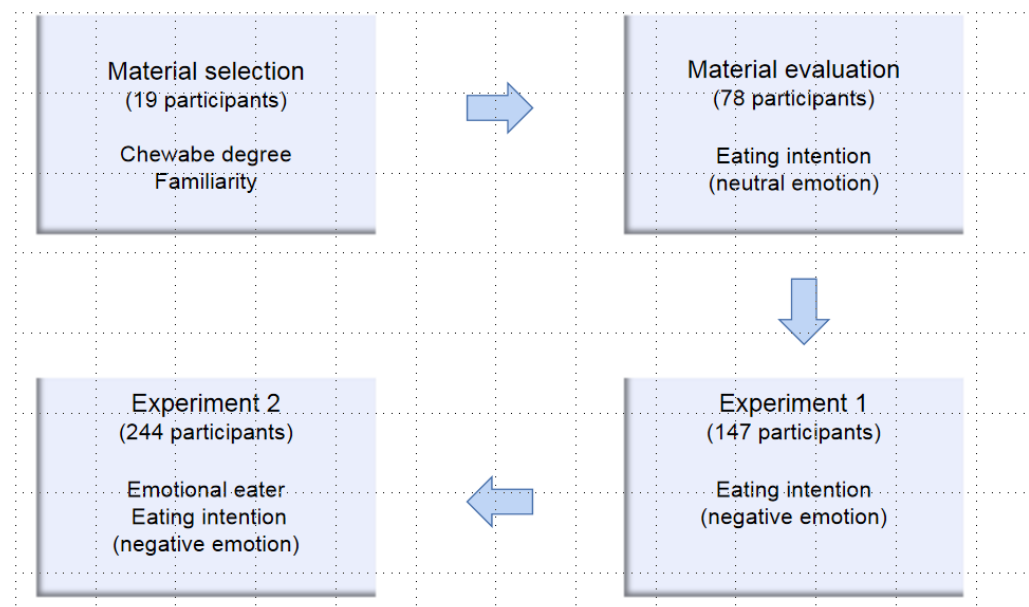 Material selection
(19 participants)
Chewabe degree
Familiarity
Material evaluation
(78 participants)
Eating intention
(neutral emotion)
Experiment 1
(147 participants)
Eating intention
(negative emotion)
Experiment 2
(244 participants)
Emotional eater
Eating intention
(negative emotion)